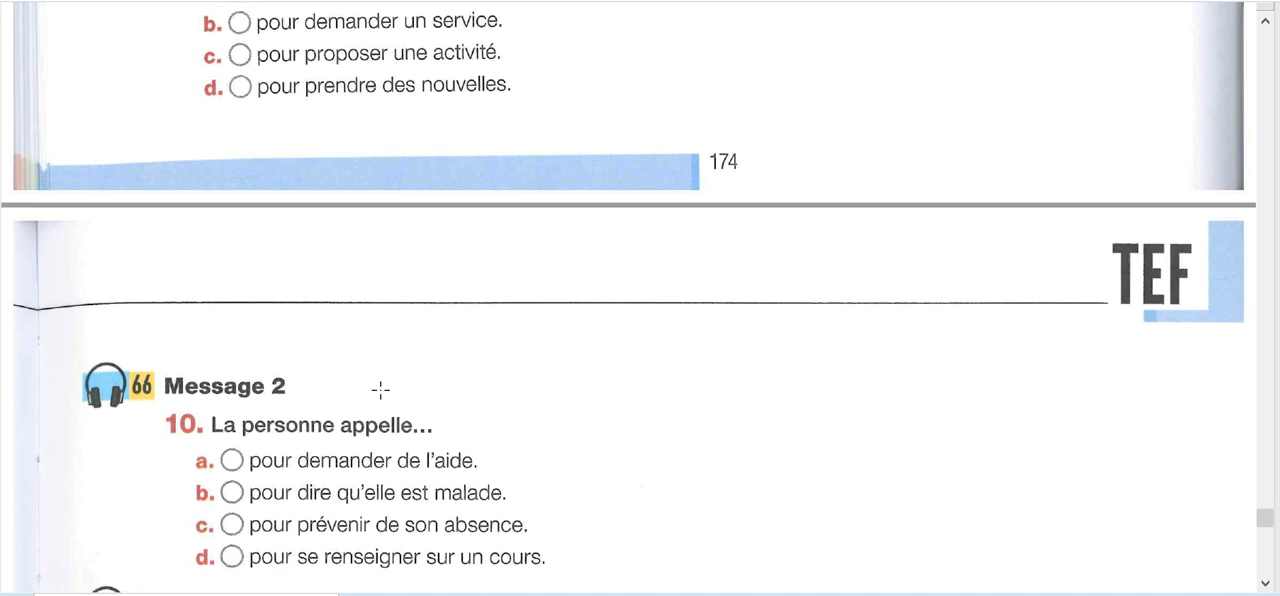 b. pour demander un service.
c. pour proposer une activité.
d. pour prendre des nouvelles.
174
TEF
66 Message 2
10. La personne appelle...
a. pour demander de l'aide.
b. pour dire qu'elle est malade.
c. pour prévenir de son absence.
d. pour se renseigner sur un cours.